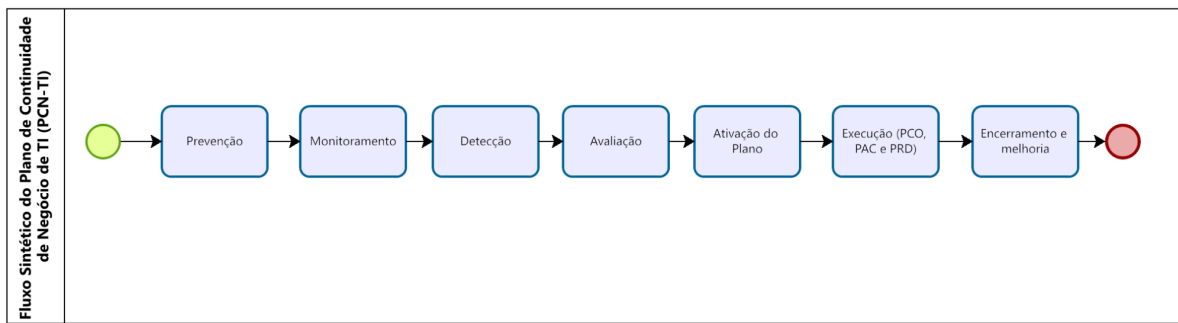 Fluxo Sintético do Plano de Continuidade
de Negócio de TI (PCN-TI)
Prevenção
Monitoramento
Detecção
Avaliação
Ativação do
Plano
Execução (PCO,
PAC e PRD)
Encerramento e
melhoria